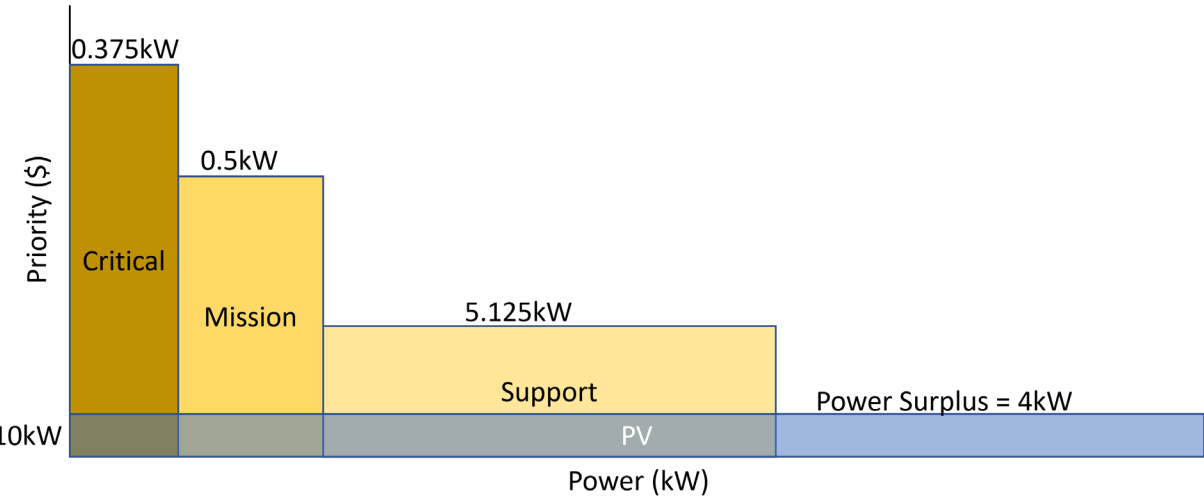 0.375kW
0.5kW
Priority ($)
Critical
Mission
5.125kW
Support
Power Surplus = 4kW
10kW
PV
Power (kW)